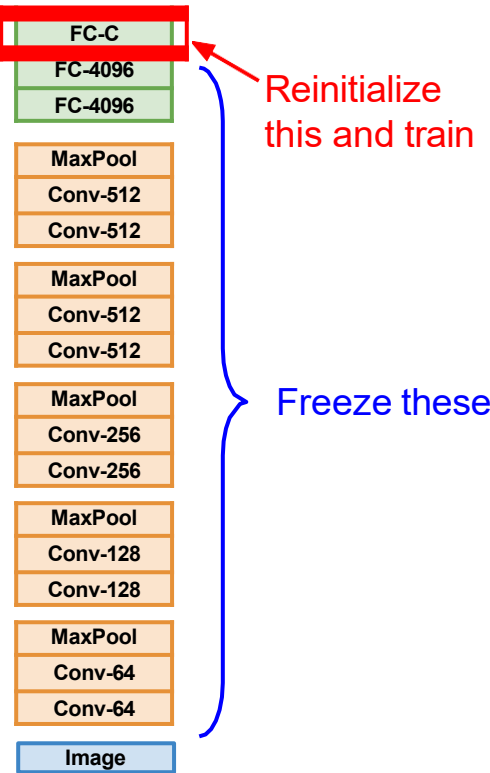 FC-C
FC-4096
FC-4096
Reinitialize
this and train
MaxPool
Conv-512
Conv-512
MaxPool
Conv-512
Conv-512
MaxPool
Conv-256
Conv-256
Freeze these
MaxPool
Conv-128
Conv-128
MaxPool
Conv-64
Conv-64
Image